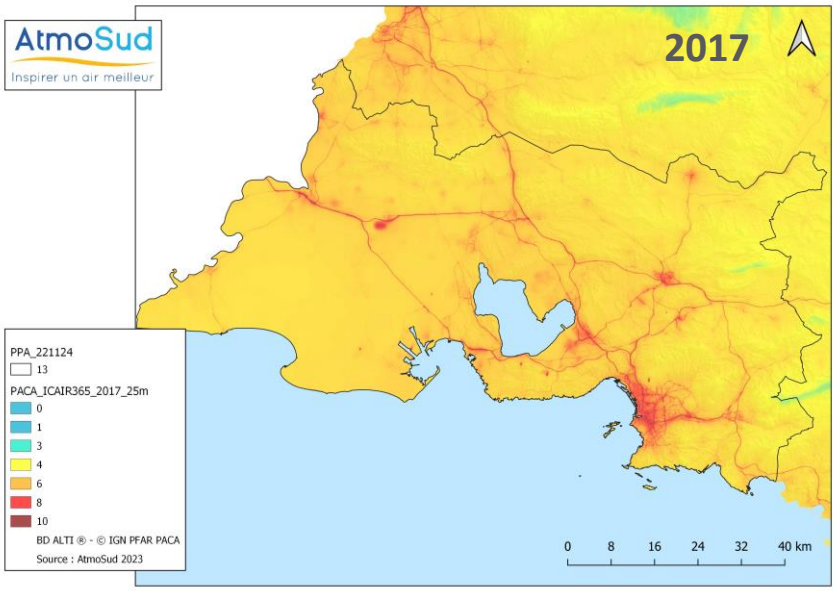 AtmoSud
Inspirer un air meilleur
2017
PPA_221124
13
PACA_ICAIR365_2017_25m
0
1
3
4
6
8
10
BD ALTI ® - © IGN PFAR PACA
Source : AtmoSud 2023
0 8 16 24 32 40 km